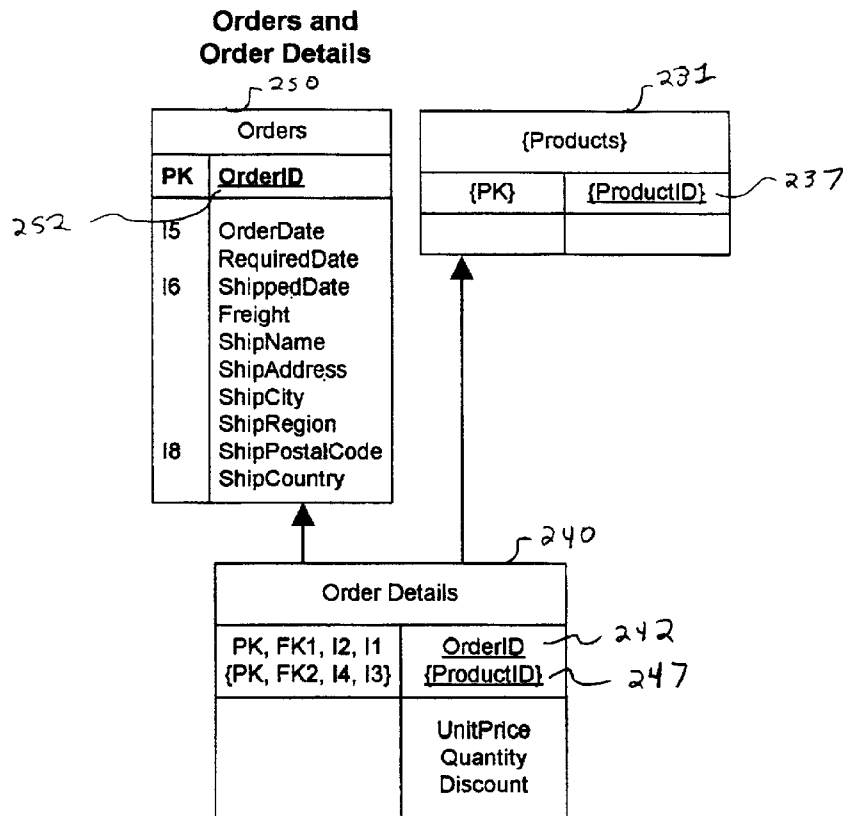 Orders and
Order Details
250
Orders
PK OrderID
252
I5 OrderDate
RequiredDate
I6 ShippedDate
Freight
ShipName
ShipAddress
ShipCity
ShipRegion
I8 ShipPostalCode
ShipCountry
231
{Products}
{PK} {ProductID} 237
240
Order Details
PK, FK1, I2, I1 OrderID 242
{PK, FK2, I4, I3} {ProductID} 247
UnitPrice
Quantity
Discount